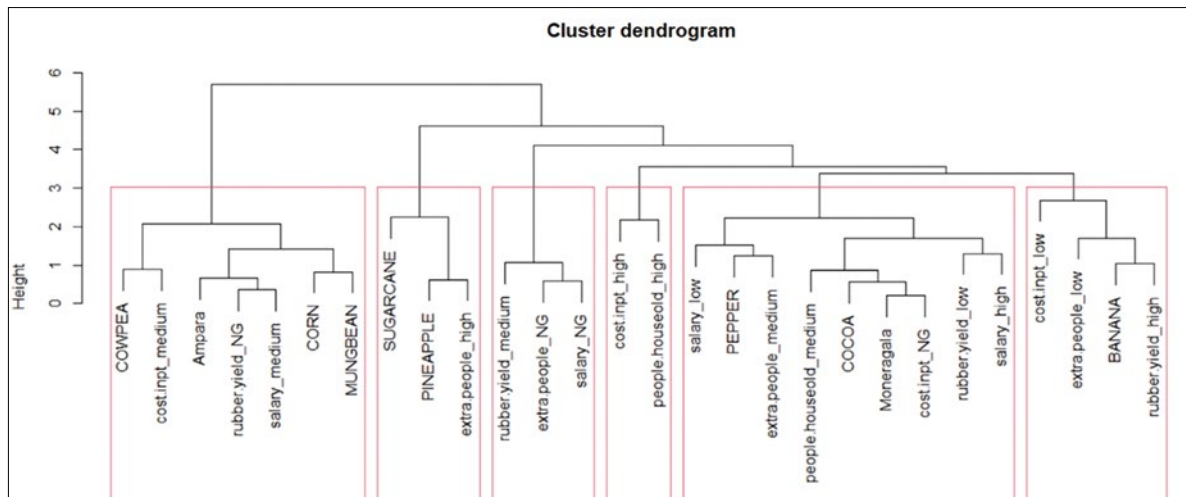 Cluster dendrogram
Height
6
5
4
3
2
1
0
COWPEA
cost.inpt_medium
Ampara
rubber.yield_NG
salary_medium
CORN
MUNGBEAN
SUGARCANE
PINEAPPLE
extra.people_high
rubber.yield_medium
extra.people_NG
salary_NG
cost.inpt_high
people.houseold_high
salary_low
PEPPER
extra.people_medium
people.houseold_medium
COCOA
Moneragala
cost.inpt_NG
rubber.yield_low
salary_high
cost.inpt_low
extra.people_low
BANANA
rubber.yield_high